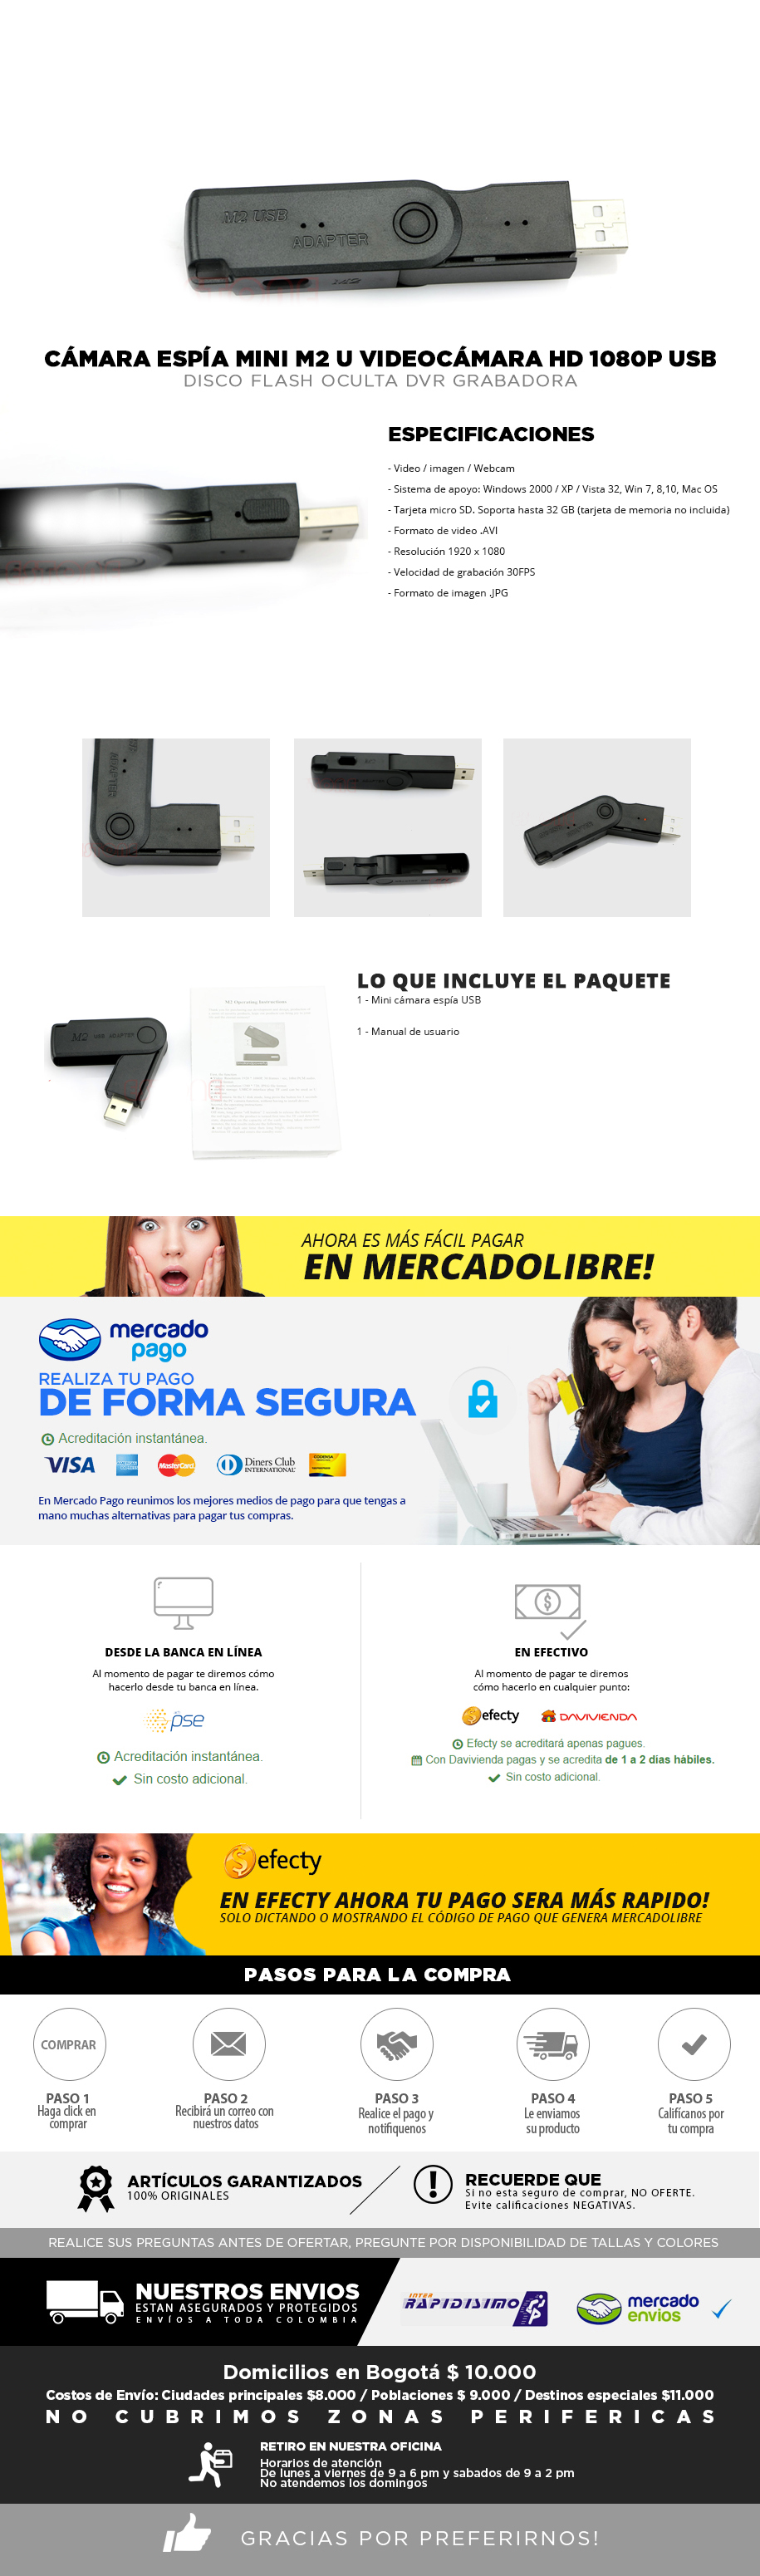 M2 USB
ADAPTER
M2
CÁMARA ESPÍA MINI M2 U VIDEOCÁMARA HD 1080P USB
DISCO FLASH OCULTA DVR GRABADORA
ESPECIFICACIONES
- Video / imagen / Webcam
- Sistema de apoyo: Windows 2000 / XP / Vista 32, Win 7, 8,10, Mac OS
- Tarjeta micro SD. Soporta hasta 32 GB (tarjeta de memoria no incluida)
- Formato de video .AVI
- Resolución 1920 x 1080
- Velocidad de grabación 30FPS
- Formato de imagen .JPG
ADAPTER
M2
LO QUE INCLUYE EL PAQUETE
1 - Mini cámara espía USB
1 - Manual de usuario
M2 USB ADAPTER
M2 Operating Instructions
AHORA ES MÁS FÁCIL PAGAR
EN MERCADOLIBRE!
mercado
pago
REALIZA TU PAGO
DE FORMA SEGURA
Acreditación instantánea.
VISA
MasterCard
Diners Club
INTERNATIONAL
En Mercado Pago reunimos los mejores medios de pago para que tengas a
mano muchas alternativas para pagar tus compras.
DESDE LA BANCA EN LÍNEA
Al momento de pagar te diremos cómo
hacerlo desde tu banca en línea.
pse
Acreditación instantánea.
Sin costo adicional.
EN EFECTIVO
Al momento de pagar te diremos
cómo hacerlo en cualquier punto:
efecty
DAVIVIENDA
Efecty se acreditará apenas pagues.
Con Davivienda pagas y se acredita de 1 a 2 días hábiles.
Sin costo adicional.
efecty
EN EFECTY AHORA TU PAGO SERA MÁS RAPIDO!
SOLO DICTANDO O MOSTRANDO EL CÓDIGO DE PAGO QUE GENERA MERCADOLIBRE
PASOS PARA LA COMPRA
COMPRAR
PASO 1
Haga click en
comprar
PASO 2
Recibirá un correo con
nuestros datos
PASO 3
Realice el pago y
notifiquenos
PASO 4
Le enviamos
su producto
PASO 5
Califícanos por
tu compra
ARTÍCULOS GARANTIZADOS
100% ORIGINALES
RECUERDE QUE
Si no esta seguro de comprar, NO OFERTE.
Evite calificaciones NEGATIVAS.
REALICE SUS PREGUNTAS ANTES DE OFERTAR, PREGUNTE POR DISPONIBILIDAD DE TALLAS Y COLORES
NUESTROS ENVIOS
ESTAN ASEGURADOS Y PROTEGIDOS
ENVÍOS A TODA COLOMBIA
INTER
RAPIDISIMO
mercado
envios
Domicilios en Bogotá $ 10.000
Costos de Envío: Ciudades principales $8.000 / Poblaciones $ 9.000 / Destinos especiales $11.000
NO CUBRIMOS ZONAS PERIFERICAS
RETIRO EN NUESTRA OFICINA
Horarios de atención
De lunes a viernes de 9 a 6 pm y sabados de 9 a 2 pm
No atendemos los domingos
GRACIAS POR PREFERIRNOS!